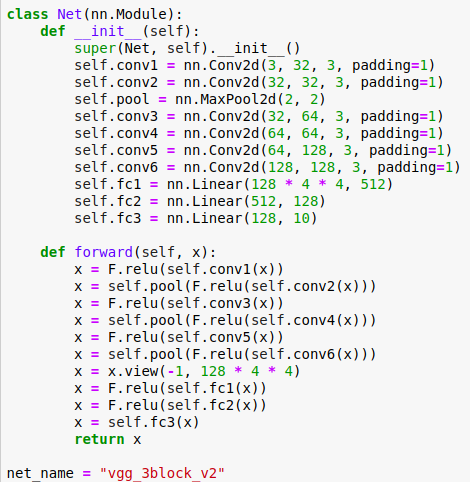 class Net(nn.Module):
    def __init__(self):
        super(Net, self).__init__()
        self.conv1 = nn.Conv2d(3, 32, 3, padding=1)
        self.conv2 = nn.Conv2d(32, 32, 3, padding=1)
        self.pool = nn.MaxPool2d(2, 2)
        self.conv3 = nn.Conv2d(32, 64, 3, padding=1)
        self.conv4 = nn.Conv2d(64, 64, 3, padding=1)
        self.conv5 = nn.Conv2d(64, 128, 3, padding=1)
        self.conv6 = nn.Conv2d(128, 128, 3, padding=1)
        self.fc1 = nn.Linear(128 * 4 * 4, 512)
        self.fc2 = nn.Linear(512, 128)
        self.fc3 = nn.Linear(128, 10)

    def forward(self, x):
        x = F.relu(self.conv1(x))
        x = self.pool(F.relu(self.conv2(x)))
        x = F.relu(self.conv3(x))
        x = self.pool(F.relu(self.conv4(x)))
        x = F.relu(self.conv5(x))
        x = self.pool(F.relu(self.conv6(x)))
        x = x.view(-1, 128 * 4 * 4)
        x = F.relu(self.fc1(x))
        x = F.relu(self.fc2(x))
        x = self.fc3(x)
        return x

net_name = "vgg_3block_v2"